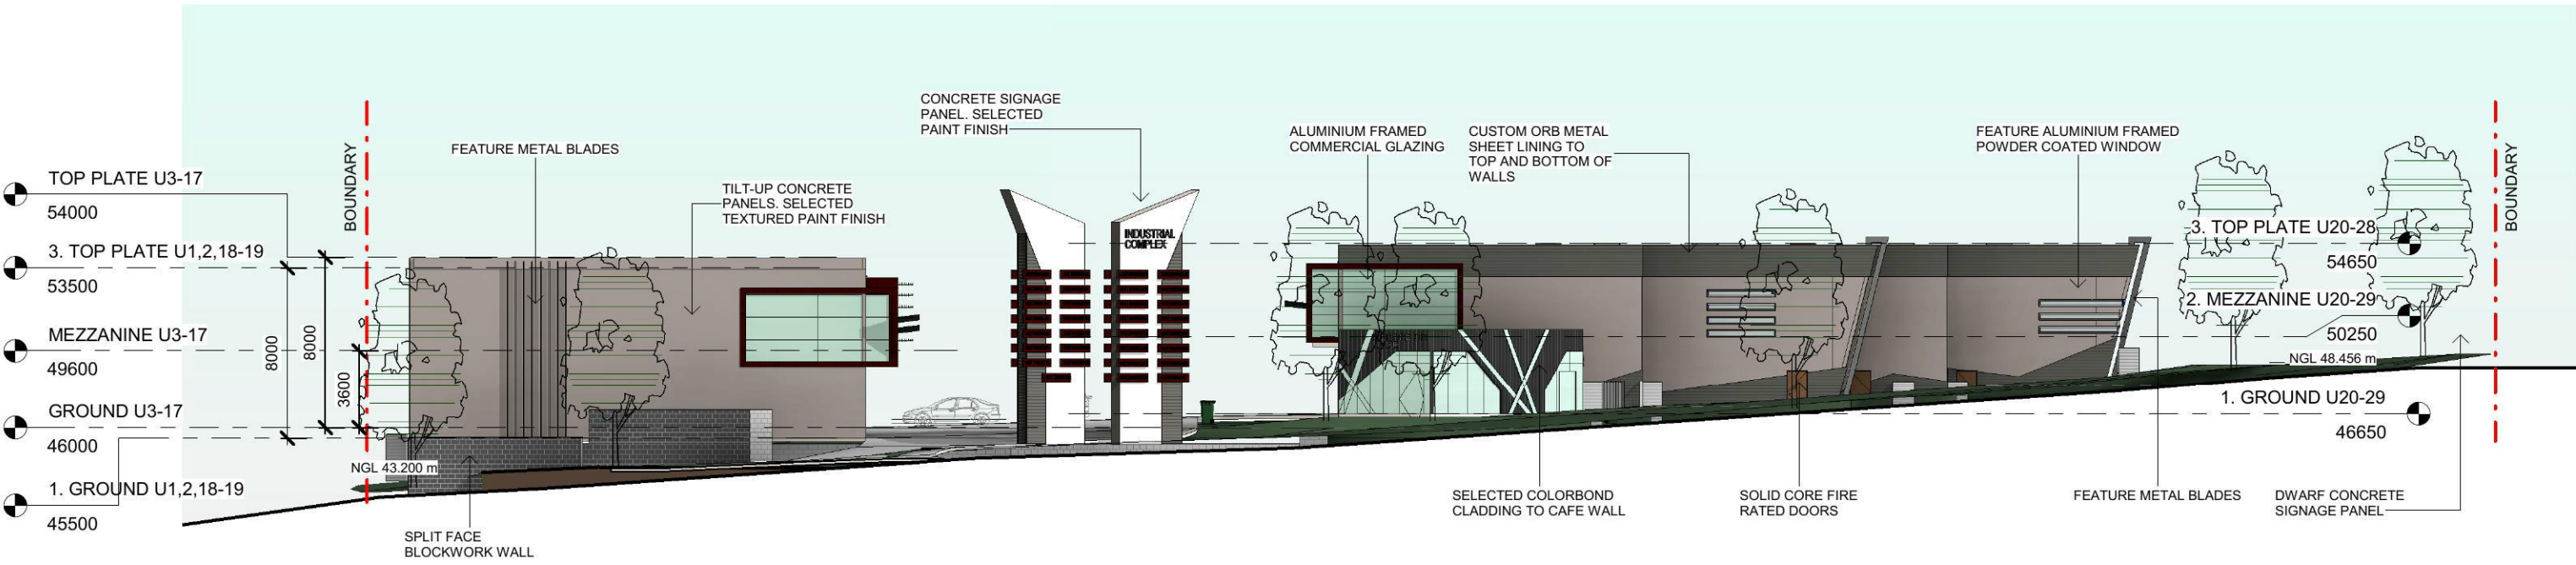 CONCRETE SIGNAGE
PANEL. SELECTED
PAINT FINISH
ALUMINIUM FRAMED
COMMERCIAL GLAZING
CUSTOM ORB METAL
SHEET LINING TO
TOP AND BOTTOM OF
WALLS
FEATURE ALUMINIUM FRAMED
POWDER COATED WINDOW
BOUNDARY
FEATURE METAL BLADES
BOUNDARY
TOP PLATE U3-17
54000
TILT-UP CONCRETE
PANELS. SELECTED
TEXTURED PAINT FINISH
3. TOP PLATE U1,2,18-19
53500
INDUSTRIAL
COMPLEX
3. TOP PLATE U20-28
54650
MEZZANINE U3-17
49600
8000
8000
3600
2. MEZZANINE U20-29
50250
NGL 48.456 m
GROUND U3-17
46000
1. GROUND U20-29
46650
NGL 43.200 m
1. GROUND U1,2,18-19
45500
SPLIT FACE
BLOCKWORK WALL
SELECTED COLORBOND
CLADDING TO CAFE WALL
SOLID CORE FIRE
RATED DOORS
FEATURE METAL BLADES
DWARF CONCRETE
SIGNAGE PANEL